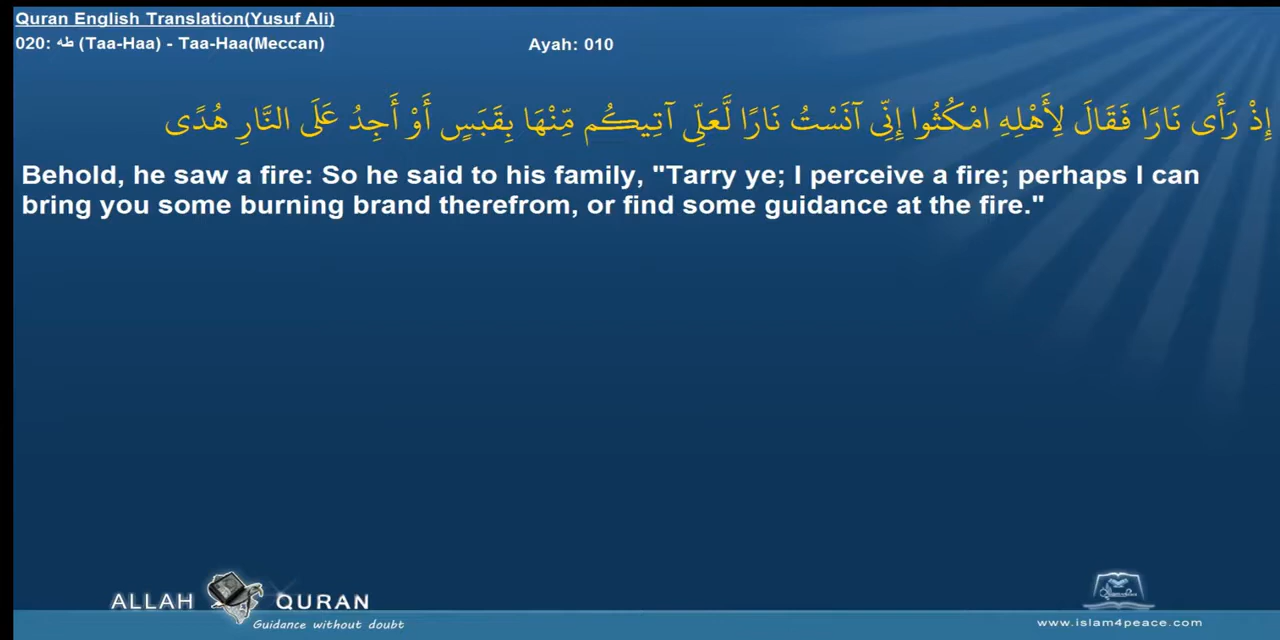 Quran English Translation(Yusuf Ali)
020: طه (Taa-Haa) - Taa-Haa(Meccan) Ayah: 010
إِذْ رَأَى نَارًا فَقَالَ لِأَهْلِهِ امْكُثُوا إِنِّي آنَسْتُ نَارًا لَّعَلِّي آتِيكُم مِّنْهَا بِقَبَسٍ أَوْ أَجِدُ عَلَى النَّارِ هُدًى
Behold, he saw a fire: So he said to his family, "Tarry ye; I perceive a fire; perhaps I can
bring you some burning brand therefrom, or find some guidance at the fire."
ALLAH QURAN
Guidance without doubt
www.islam4peace.com